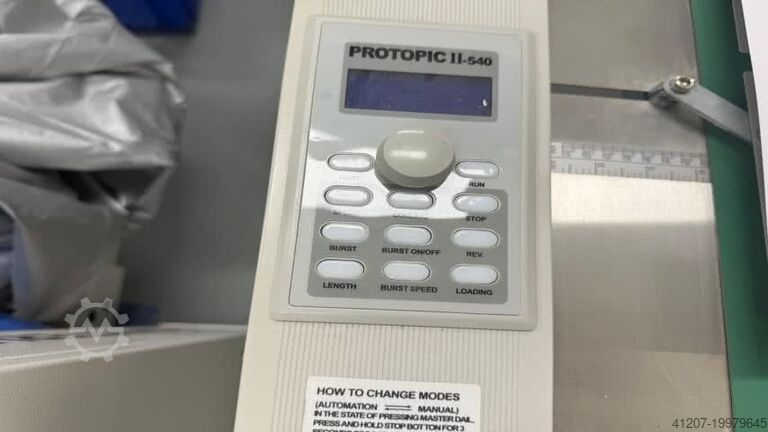 PROTOPIC II-540
RUN
STOP
BURST
BURST ON/OFF
REV.
LENGTH
BURST SPEED
LOADING
HOW TO CHANGE MODES
(AUTOMATION MANUAL)
IN THE STATE OF PRESSING MASTER DAIL,
PRESS AND HOLD STOP BOTTON FOR 3
41207-19979645